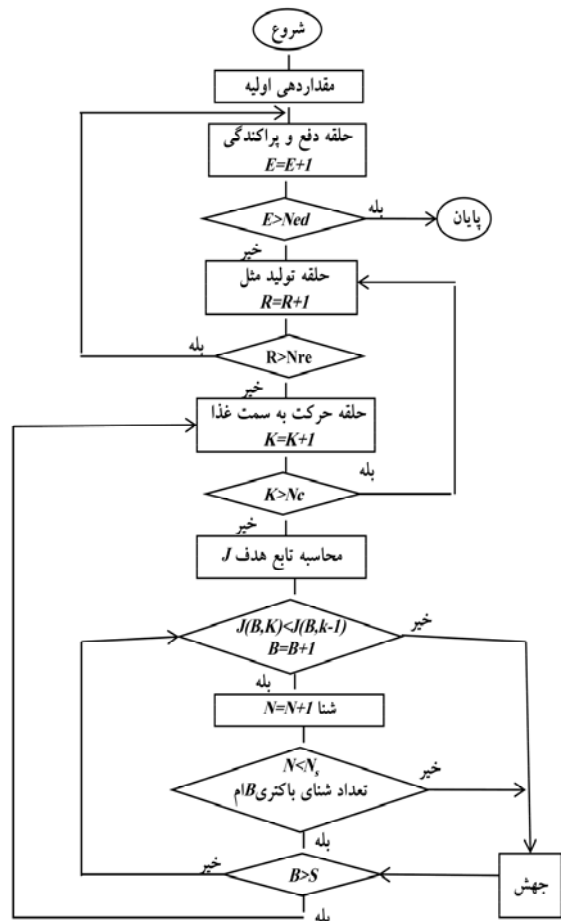 شروع
مقداردهی اولیه
حلقه دفع و پراکندگی
E=E+1
E>Ned
بله
پایان
خیر
حلقه تولید مثل
R=R+1
R>Nre
بله
خیر
حلقه حرکت به سمت غذا
K=K+1
K>Nc
بله
خیر
محاسبه تابع هدف J
J(B,K)<J(B,k-1)
B=B+1
خیر
بله
شنا N=N+1
N<Ns
تعداد شنای باکتریBام
خیر
بله
B>S
خیر
جهش
بله